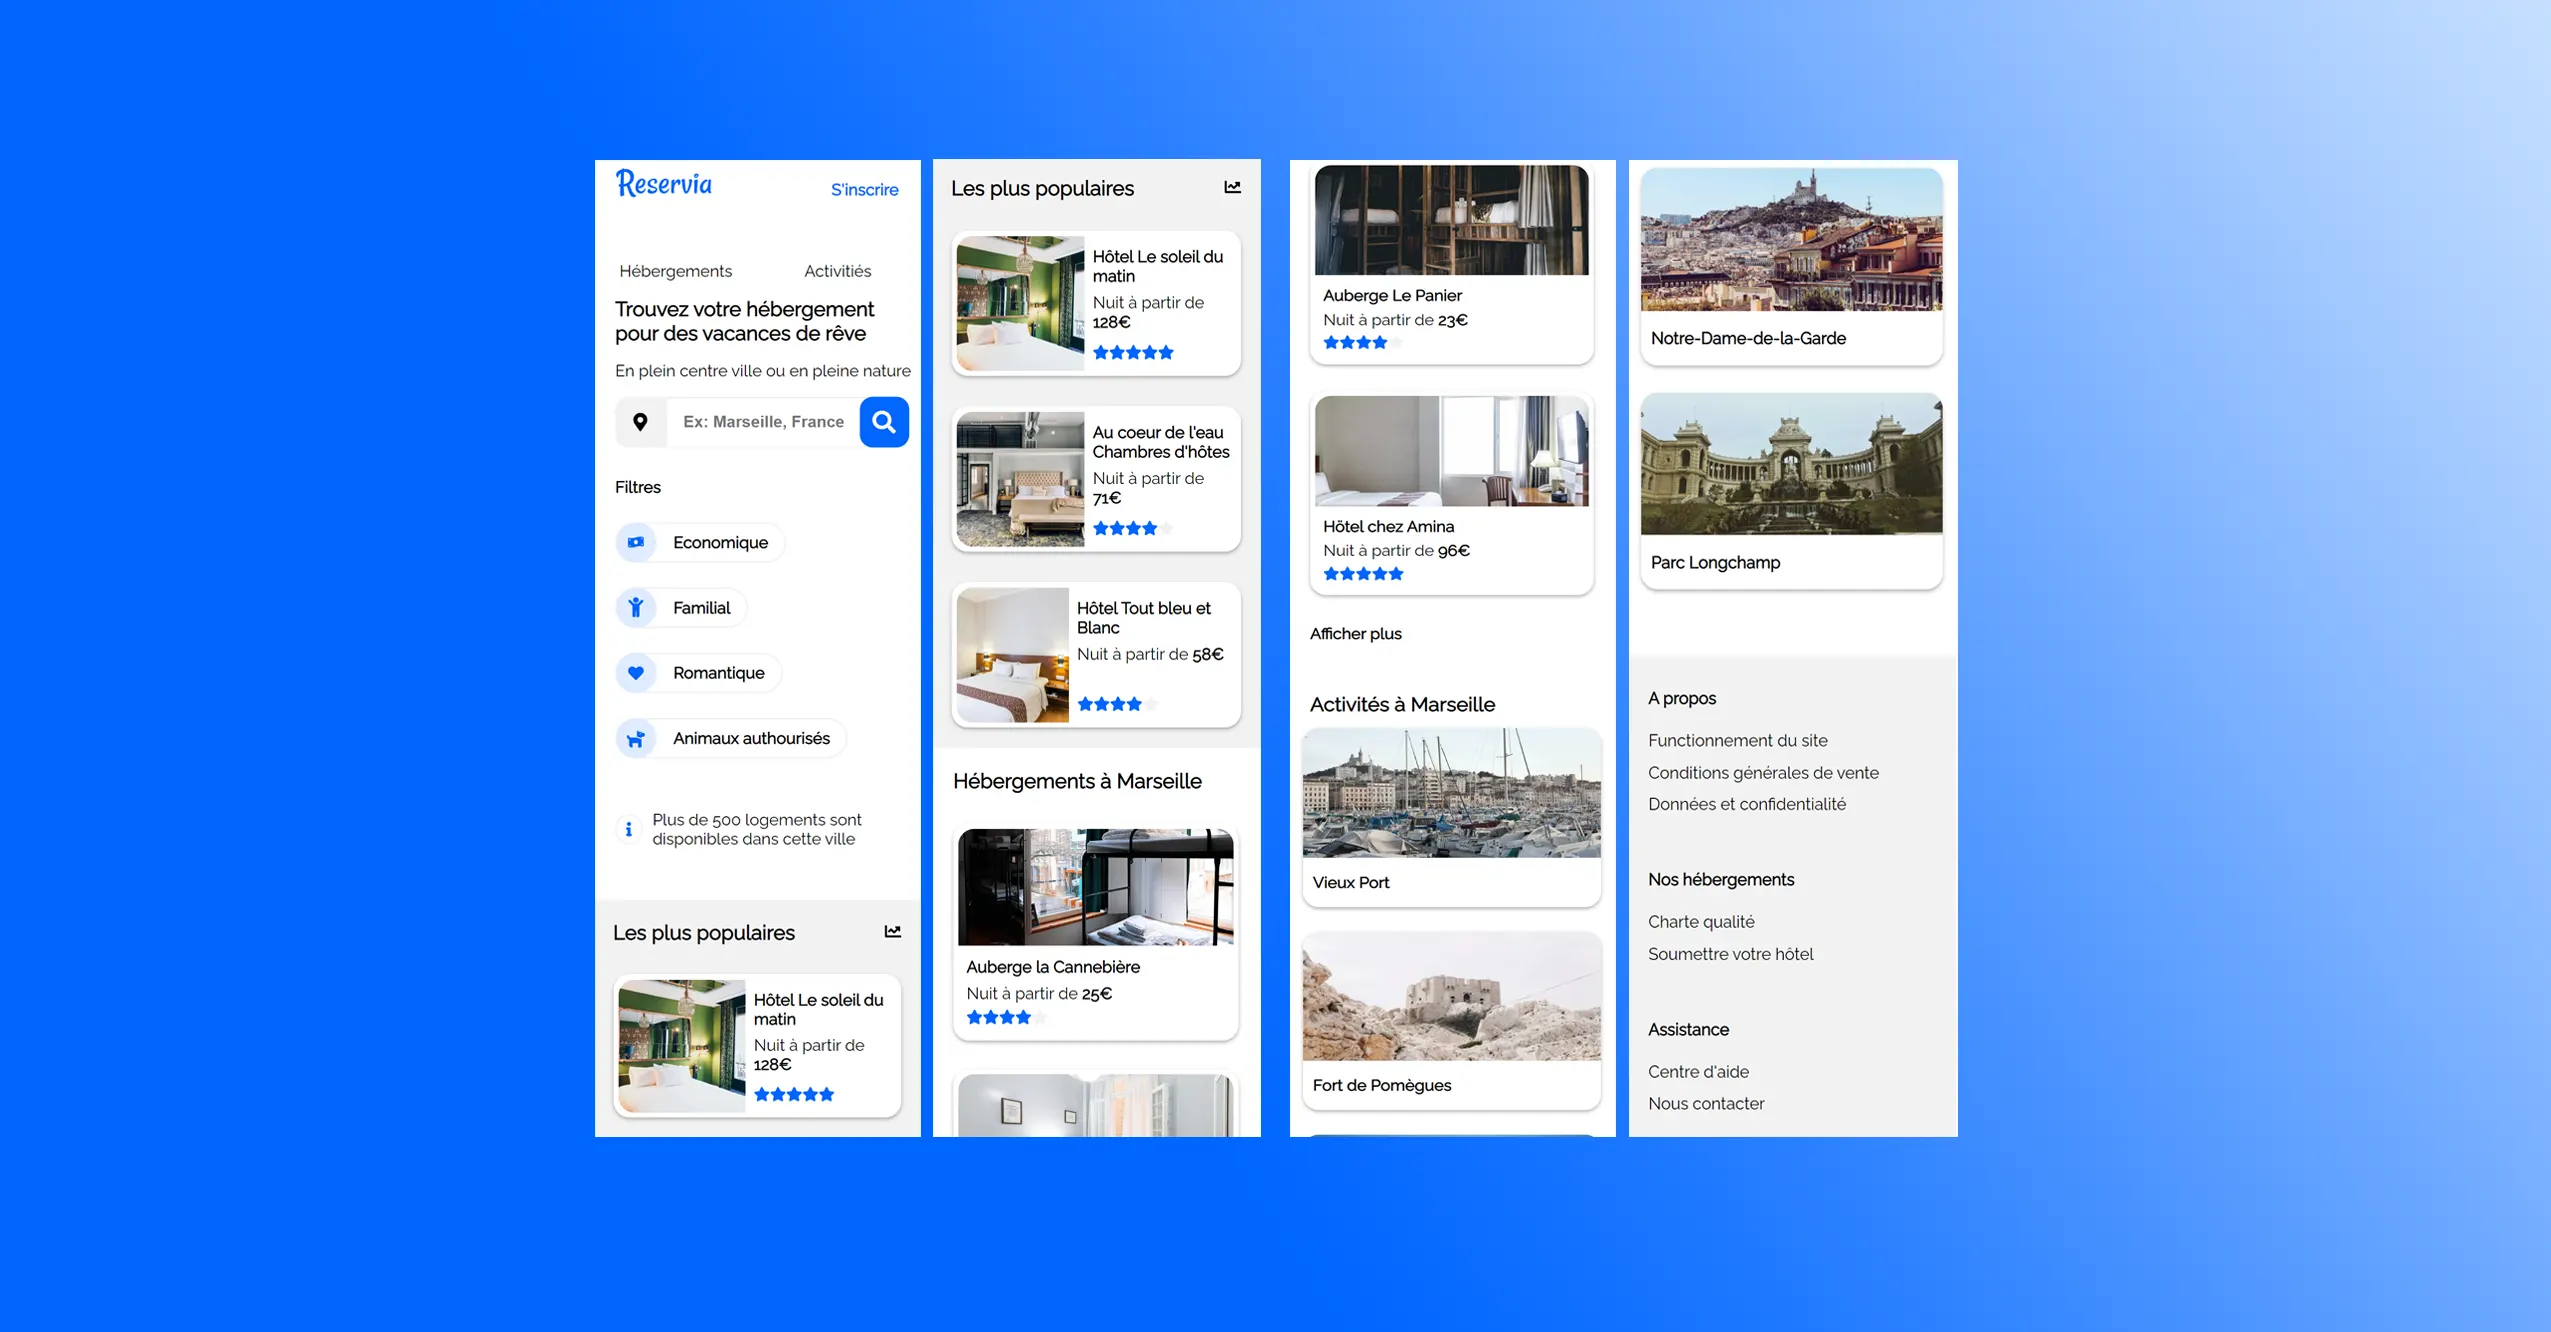 Reservia
S'inscrire
Hébergements
Activitiés
Trouvez votre hébergement
pour des vacances de rêve
En plein centre ville ou en pleine nature
Ex: Marseille, France
Filtres
Economique
Familial
Romantique
Animaux authourisés
Plus de 500 logements sont
disponibles dans cette ville
Les plus populaires
Hôtel Le soleil du
matin
Nuit à partir de
128€
Les plus populaires
Hôtel Le soleil du
matin
Nuit à partir de
128€
Au coeur de l'eau
Chambres d'hôtes
Nuit à partir de
71€
Hôtel Tout bleu et
Blanc
Nuit à partir de 58€
Hébergements à Marseille
Auberge la Cannebière
Nuit à partir de 25€
Auberge Le Panier
Nuit à partir de 23€
Hötel chez Amina
Nuit à partir de 96€
Afficher plus
Activités à Marseille
Vieux Port
Fort de Pomègues
Notre-Dame-de-la-Garde
Parc Longchamp
A propos
Functionnement du site
Conditions générales de vente
Données et confidentialité
Nos hébergements
Charte qualité
Soumettre votre hôtel
Assistance
Centre d'aide
Nous contacter